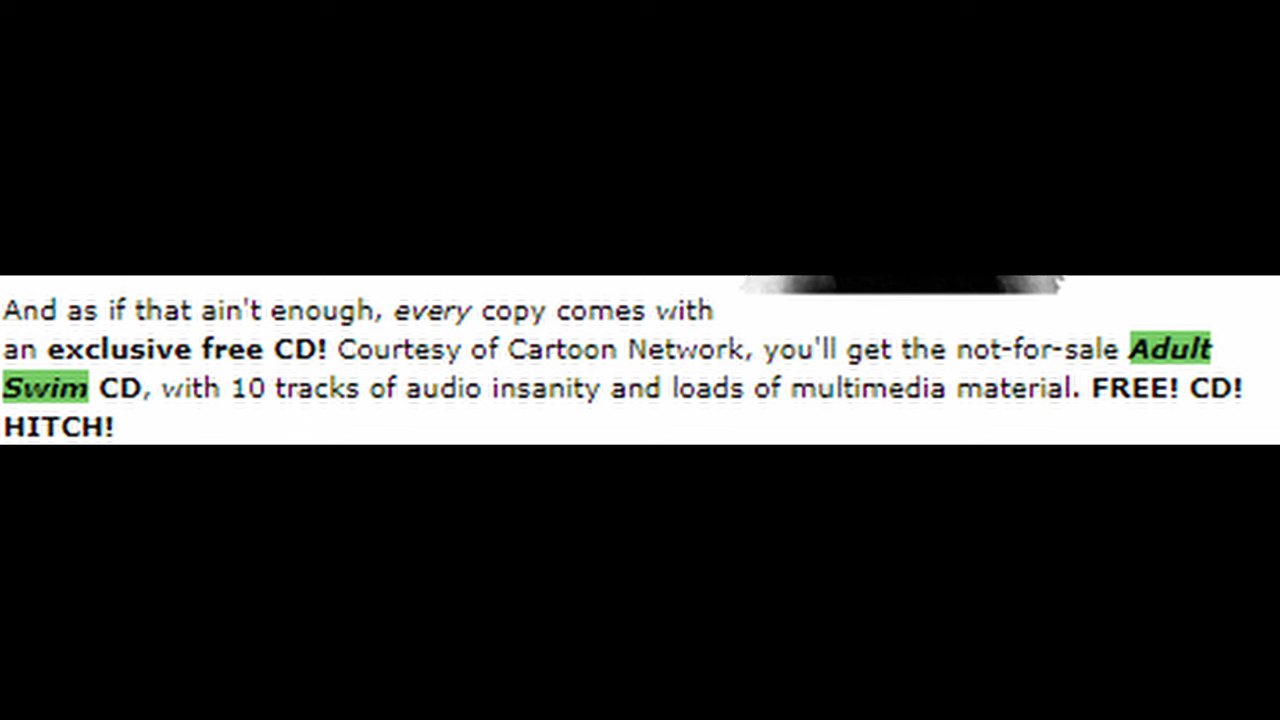 And as if that ain't enough, every copy comes with
an exclusive free CD! Courtesy of Cartoon Network, you'll get the not-for-sale Adult
Swim CD, with 10 tracks of audio insanity and loads of multimedia material. FREE! CD!
HITCH!